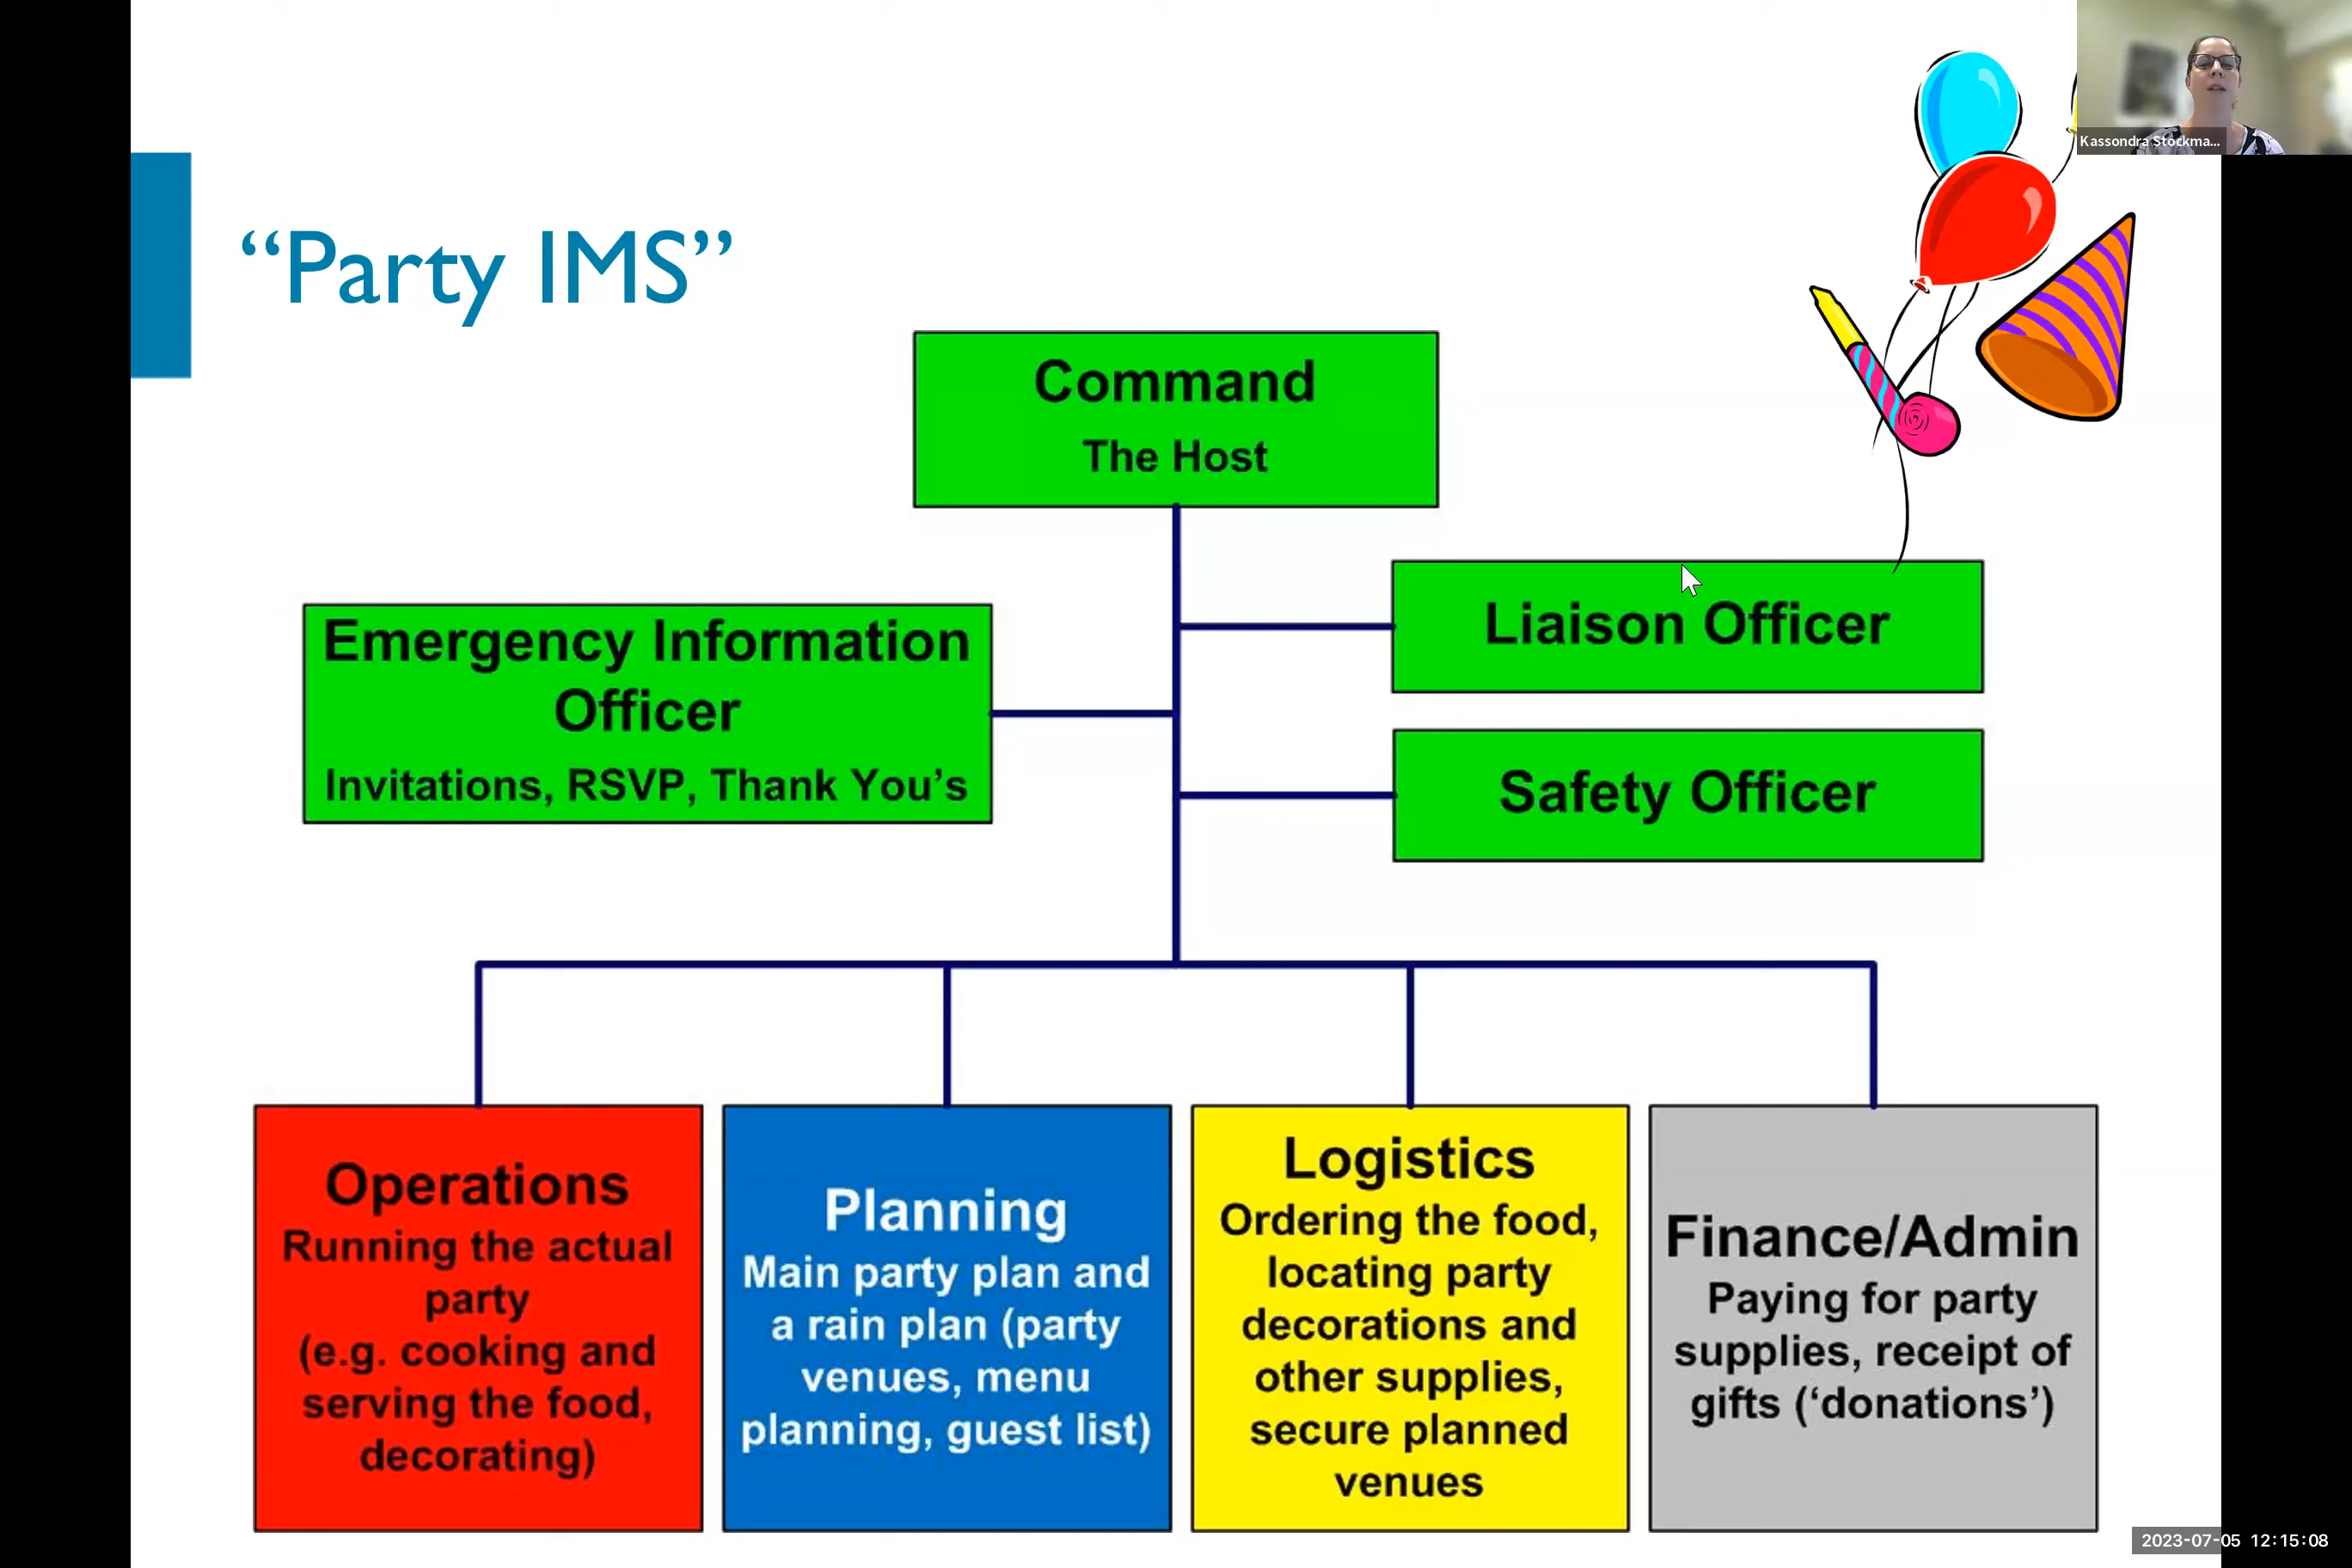 Kassondra Stockma...
“Party IMS”
Command
The Host
Liaison Officer
Emergency Information
Officer
Invitations, RSVP, Thank You’s
Safety Officer
Operations
Running the actual
party
(e.g. cooking and
serving the food,
decorating)
Planning
Main party plan and
a rain plan (party
venues, menu
planning, guest list)
Logistics
Ordering the food,
locating party
decorations and
other supplies,
secure planned
venues
Finance/Admin
Paying for party
supplies, receipt of
gifts (‘donations’)
2023-07-05 12:15:08